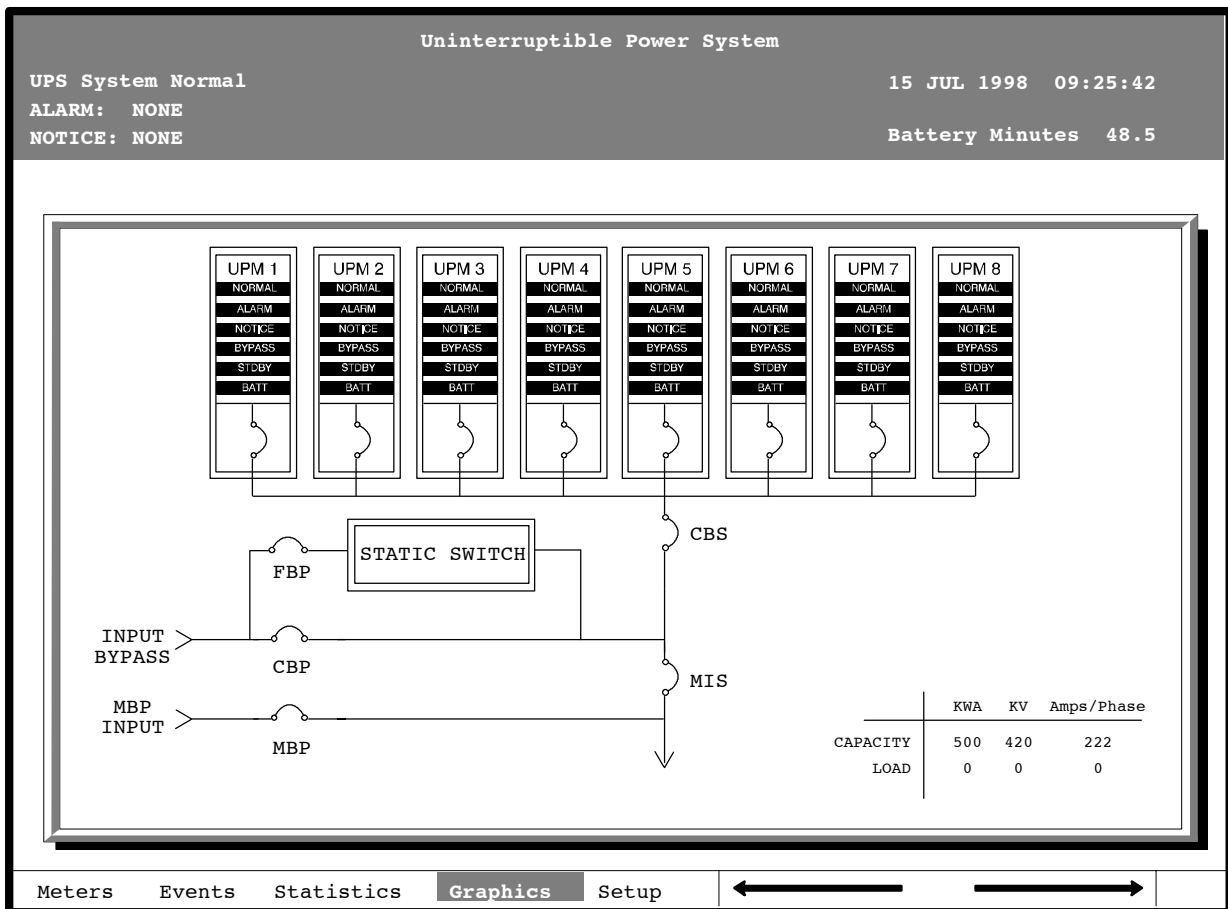 Uninterruptible Power System
UPS System Normal
15 JUL 1998 09:25:42
ALARM: NONE
NOTICE: NONE
Battery Minutes 48.5
UPM 1 UPM 2 UPM 3 UPM 4 UPM 5 UPM 6 UPM 7 UPM 8
NORMAL NORMAL NORMAL NORMAL NORMAL NORMAL NORMAL NORMAL
ALARM ALARM ALARM ALARM ALARM ALARM ALARM ALARM
NOTICE NOTICE NOTICE NOTICE NOTICE NOTICE NOTICE NOTICE
BYPASS BYPASS BYPASS BYPASS BYPASS BYPASS BYPASS BYPASS
STDBY STDBY STDBY STDBY STDBY STDBY STDBY STDBY
BATT BATT BATT BATT BATT BATT BATT BATT
CBS
STATIC SWITCH
FBP
INPUT
BYPASS
CBP
MIS
MBP
INPUT
MBP
KWA KV Amps/Phase
CAPACITY 500 420 222
LOAD 0 0 0
Meters Events Statistics Graphics Setup